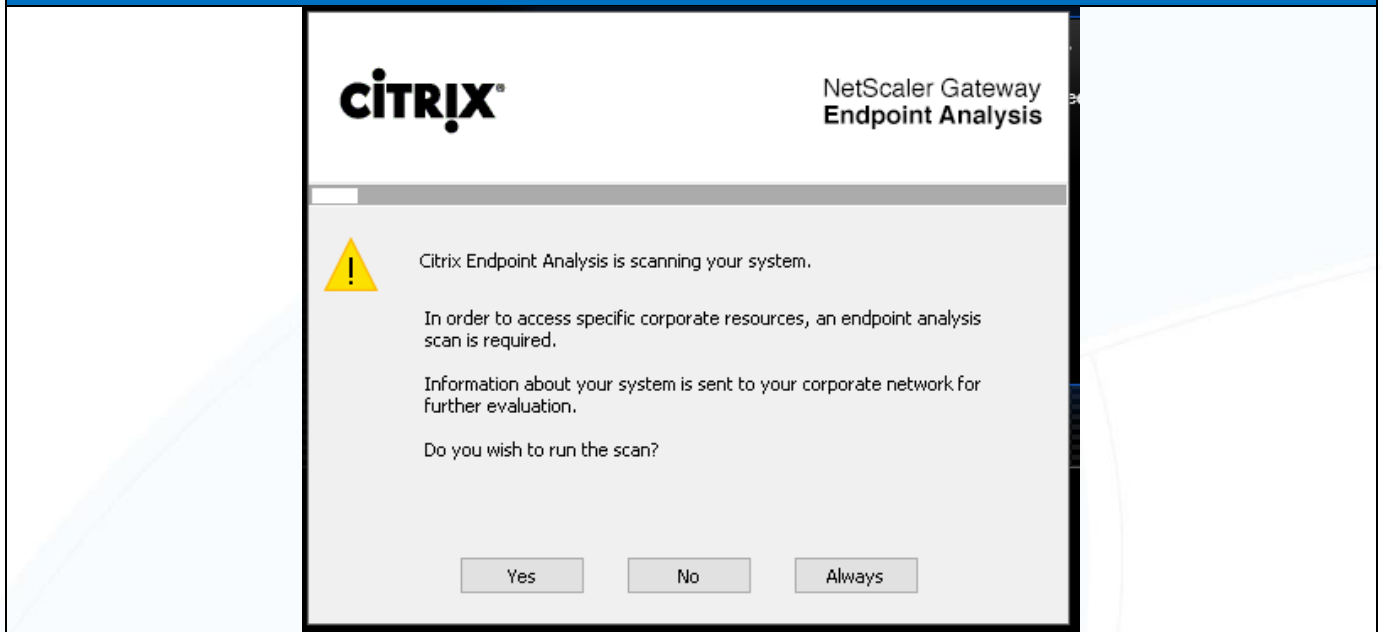 CiTRIX®
NetScaler Gateway
Endpoint Analysis
Citrix Endpoint Analysis is scanning your system.
In order to access specific corporate resources, an endpoint analysis
scan is required.
Information about your system is sent to your corporate network for
further evaluation.
Do you wish to run the scan?
Yes No Always